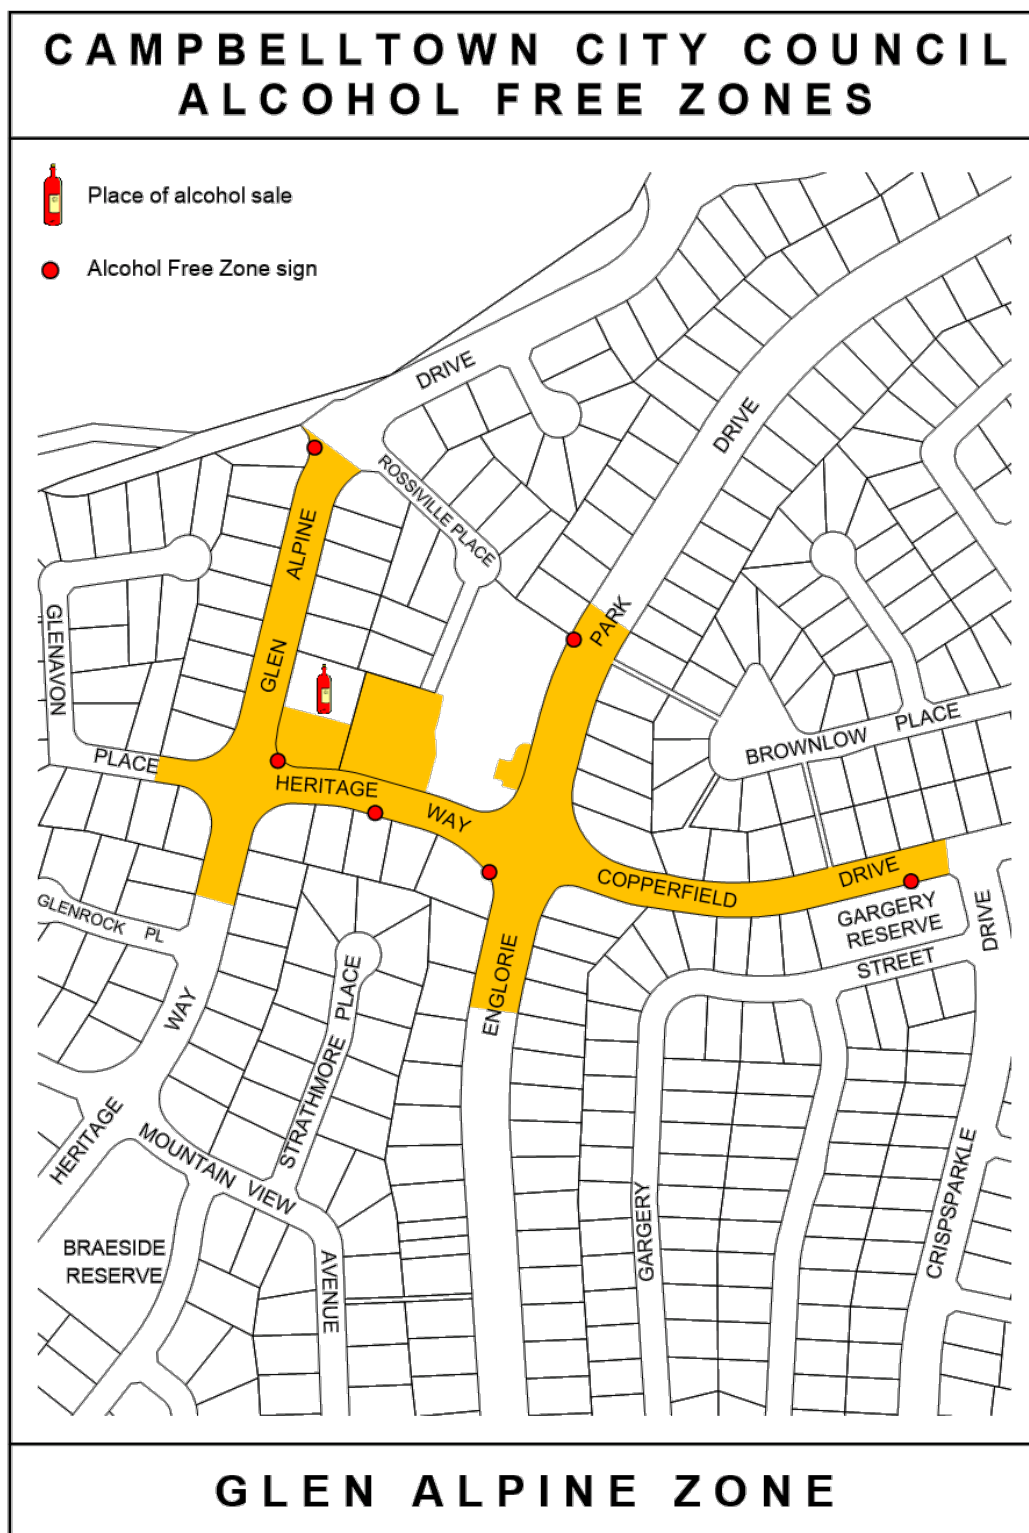 CAMPBELLTOWN CITY COUNCIL
ALCOHOL FREE ZONES
Place of alcohol sale
Alcohol Free Zone sign
DRIVE
DRIVE
ROSSIVILLE PLACE
GLEN ALPINE
PARK
GLENAVON
PLACE
BROWNLOW PLACE
HERITAGE
WAY
COPPERFIELD
DRIVE
GARGERY
RESERVE
DRIVE
STREET
GLENROCK PL
ENGLORIE
WAY
STRATHMORE PLACE
HERITAGE
MOUNTAIN VIEW
AVENUE
GARGERY
CRISPSPARKLE
BRAESIDE
RESERVE
GLEN ALPINE ZONE